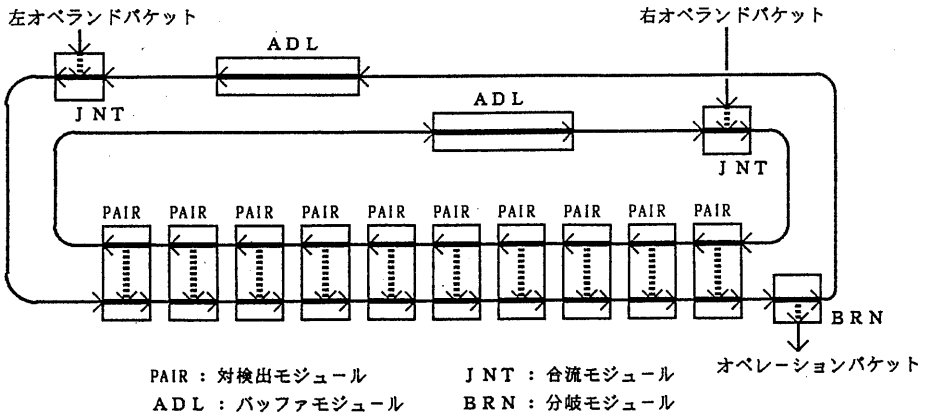 左オペランドパケット
右オペランドパケット
ADL
JNT
ADL
JNT
PAIR PAIR PAIR PAIR PAIR PAIR PAIR PAIR PAIR PAIR
BRN
オペレーションパケット
PAIR : 対検出モジュール JNT : 合流モジュール
ADL : バッファモジュール BRN : 分岐モジュール